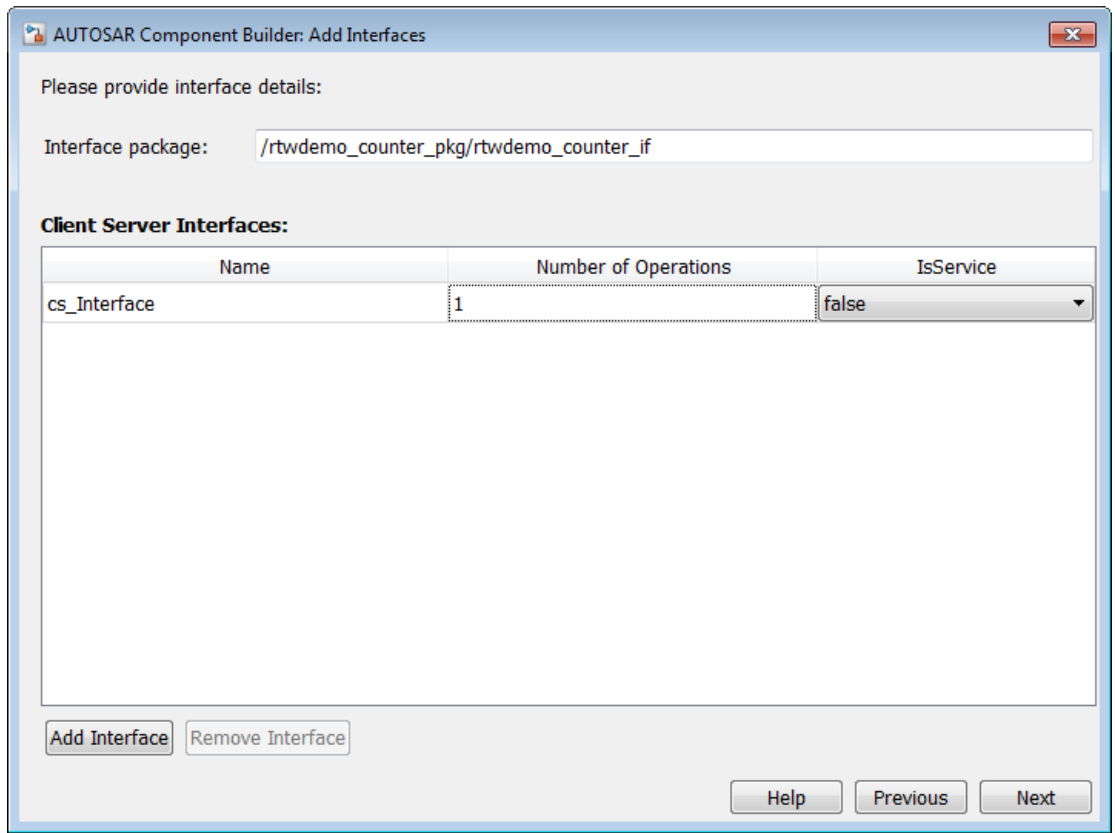 AUTOSAR Component Builder: Add Interfaces
Please provide interface details:
Interface package: /rtwdemo_counter_pkg/rtwdemo_counter_if
Client Server Interfaces:
Name Number of Operations IsService
cs_Interface 1 false
Add Interface Remove Interface
Help Previous Next